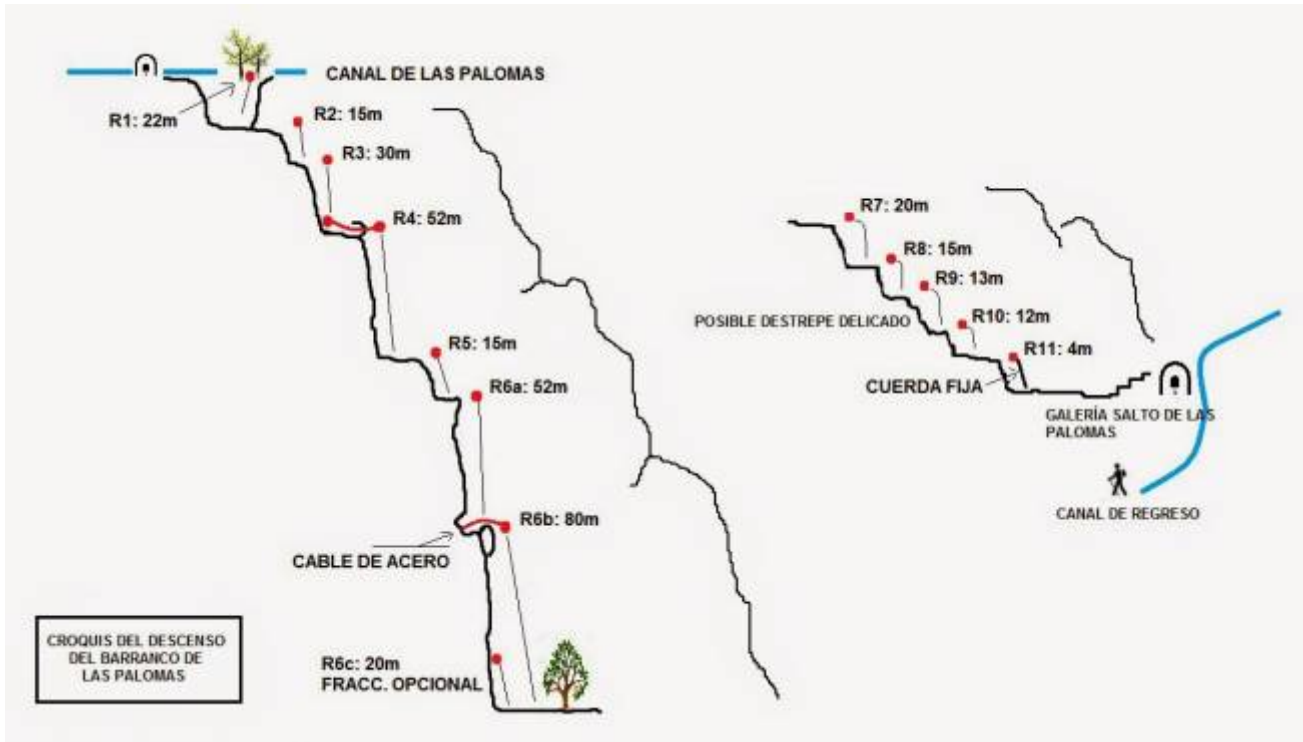 CANAL DE LAS PALOMAS
R1: 22m
R2: 15m
R3: 30m
R4: 52m
R5: 15m
R6a: 52m
R6b: 80m
CABLE DE ACERO
R6c: 20m
FRACC. OPCIONAL
CROQUIS DEL DESCENSO
DEL BARRANCO DE
LAS PALOMAS
R7: 20m
R8: 15m
R9: 13m
POSIBLE DESTREPE DELICADO
R10: 12m
R11: 4m
CUERDA FIJA
GALERÍA SALTO DE LAS
PALOMAS
CANAL DE REGRESO